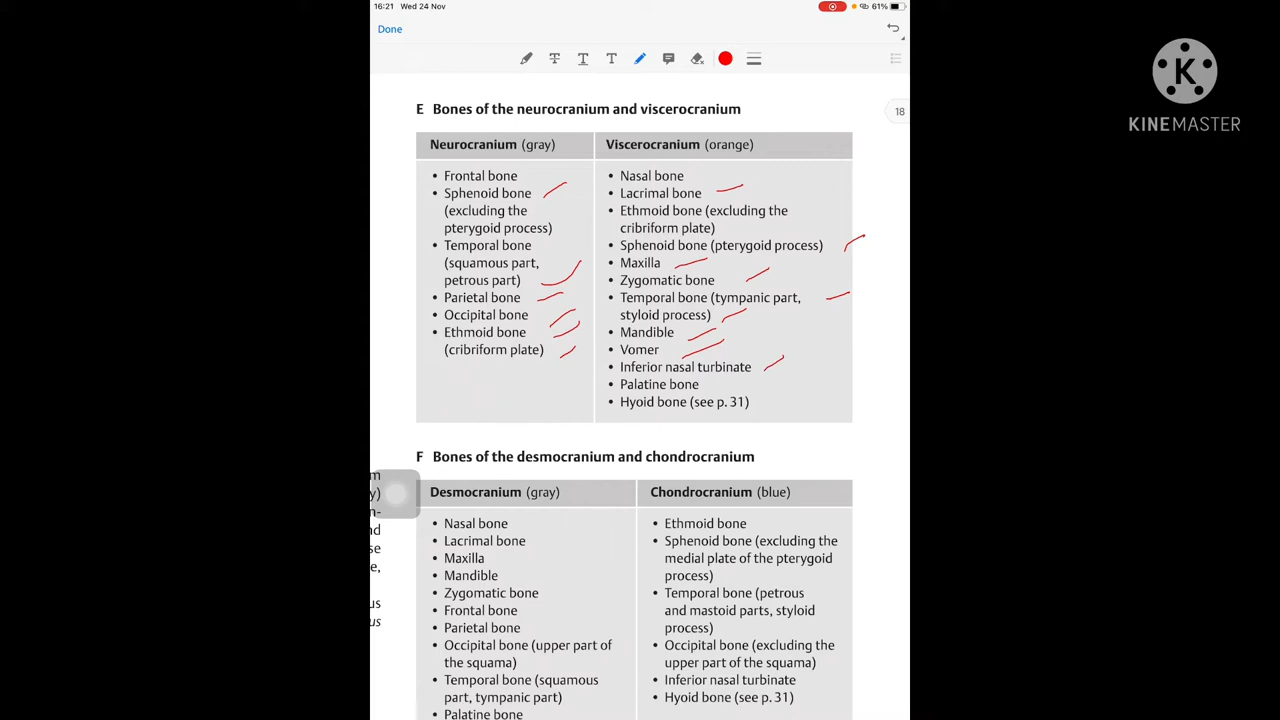 16:21 Wed 24 Nov
61%
Done
T T T
18
K
KINEMASTER
E Bones of the neurocranium and viscerocranium
Neurocranium (gray)
• Frontal bone
• Sphenoid bone
(excluding the
pterygoid process)
• Temporal bone
(squamous part,
petrous part)
• Parietal bone
• Occipital bone
• Ethmoid bone
(cribriform plate)
Viscerocranium (orange)
• Nasal bone
• Lacrimal bone
• Ethmoid bone (excluding the
cribriform plate)
• Sphenoid bone (pterygoid process)
• Maxilla
• Zygomatic bone
• Temporal bone (tympanic part,
styloid process)
• Mandible
• Vomer
• Inferior nasal turbinate
• Palatine bone
• Hyoid bone (see p. 31)
m
y)
n-
nd
se
e,
us
us
F Bones of the desmocranium and chondrocranium
Desmocranium (gray)
• Nasal bone
• Lacrimal bone
• Maxilla
• Mandible
• Zygomatic bone
• Frontal bone
• Parietal bone
• Occipital bone (upper part of
the squama)
• Temporal bone (squamous
part, tympanic part)
• Palatine bone
Chondrocranium (blue)
• Ethmoid bone
• Sphenoid bone (excluding the
medial plate of the pterygoid
process)
• Temporal bone (petrous
and mastoid parts, styloid
process)
• Occipital bone (excluding the
upper part of the squama)
• Inferior nasal turbinate
• Hyoid bone (see p. 31)